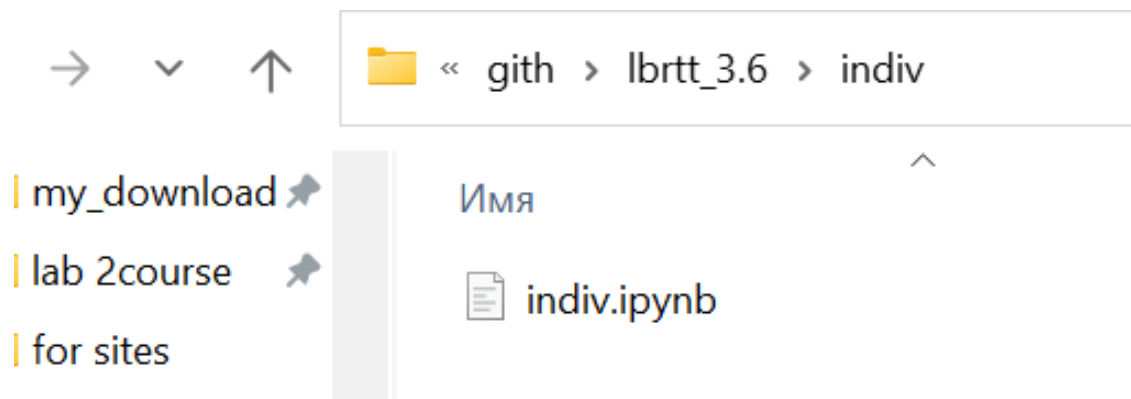 « gith > lbrtt_3.6 > indiv
my_download
lab 2course
for sites
Имя
indiv.ipynb